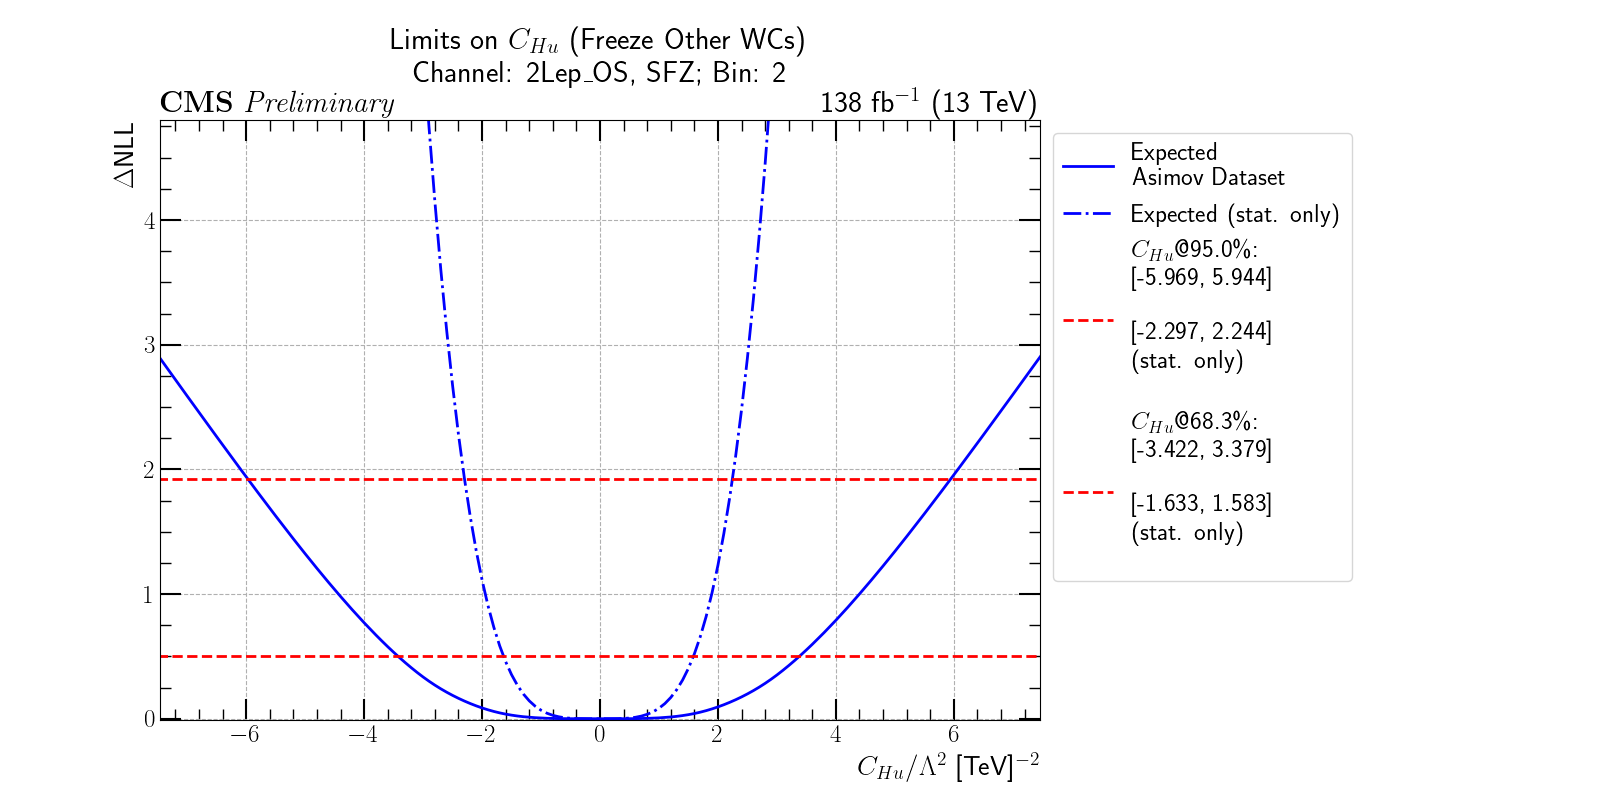 Limits on C_{Hu} (Freeze Other WCs)
Channel: 2Lep_OS, SFZ; Bin: 2
CMS Preliminary
138 fb⁻¹ (13 TeV)
ΔNLL
4
3
2
1
0
−6
−4
−2
0
2
4
6
C_{Hu}/Λ² [TeV]⁻²
Expected
Asimov Dataset
Expected (stat. only)
C_{Hu}@95.0%:
[-5.969, 5.944]
[-2.297, 2.244]
(stat. only)
C_{Hu}@68.3%:
[-3.422, 3.379]
[-1.633, 1.583]
(stat. only)